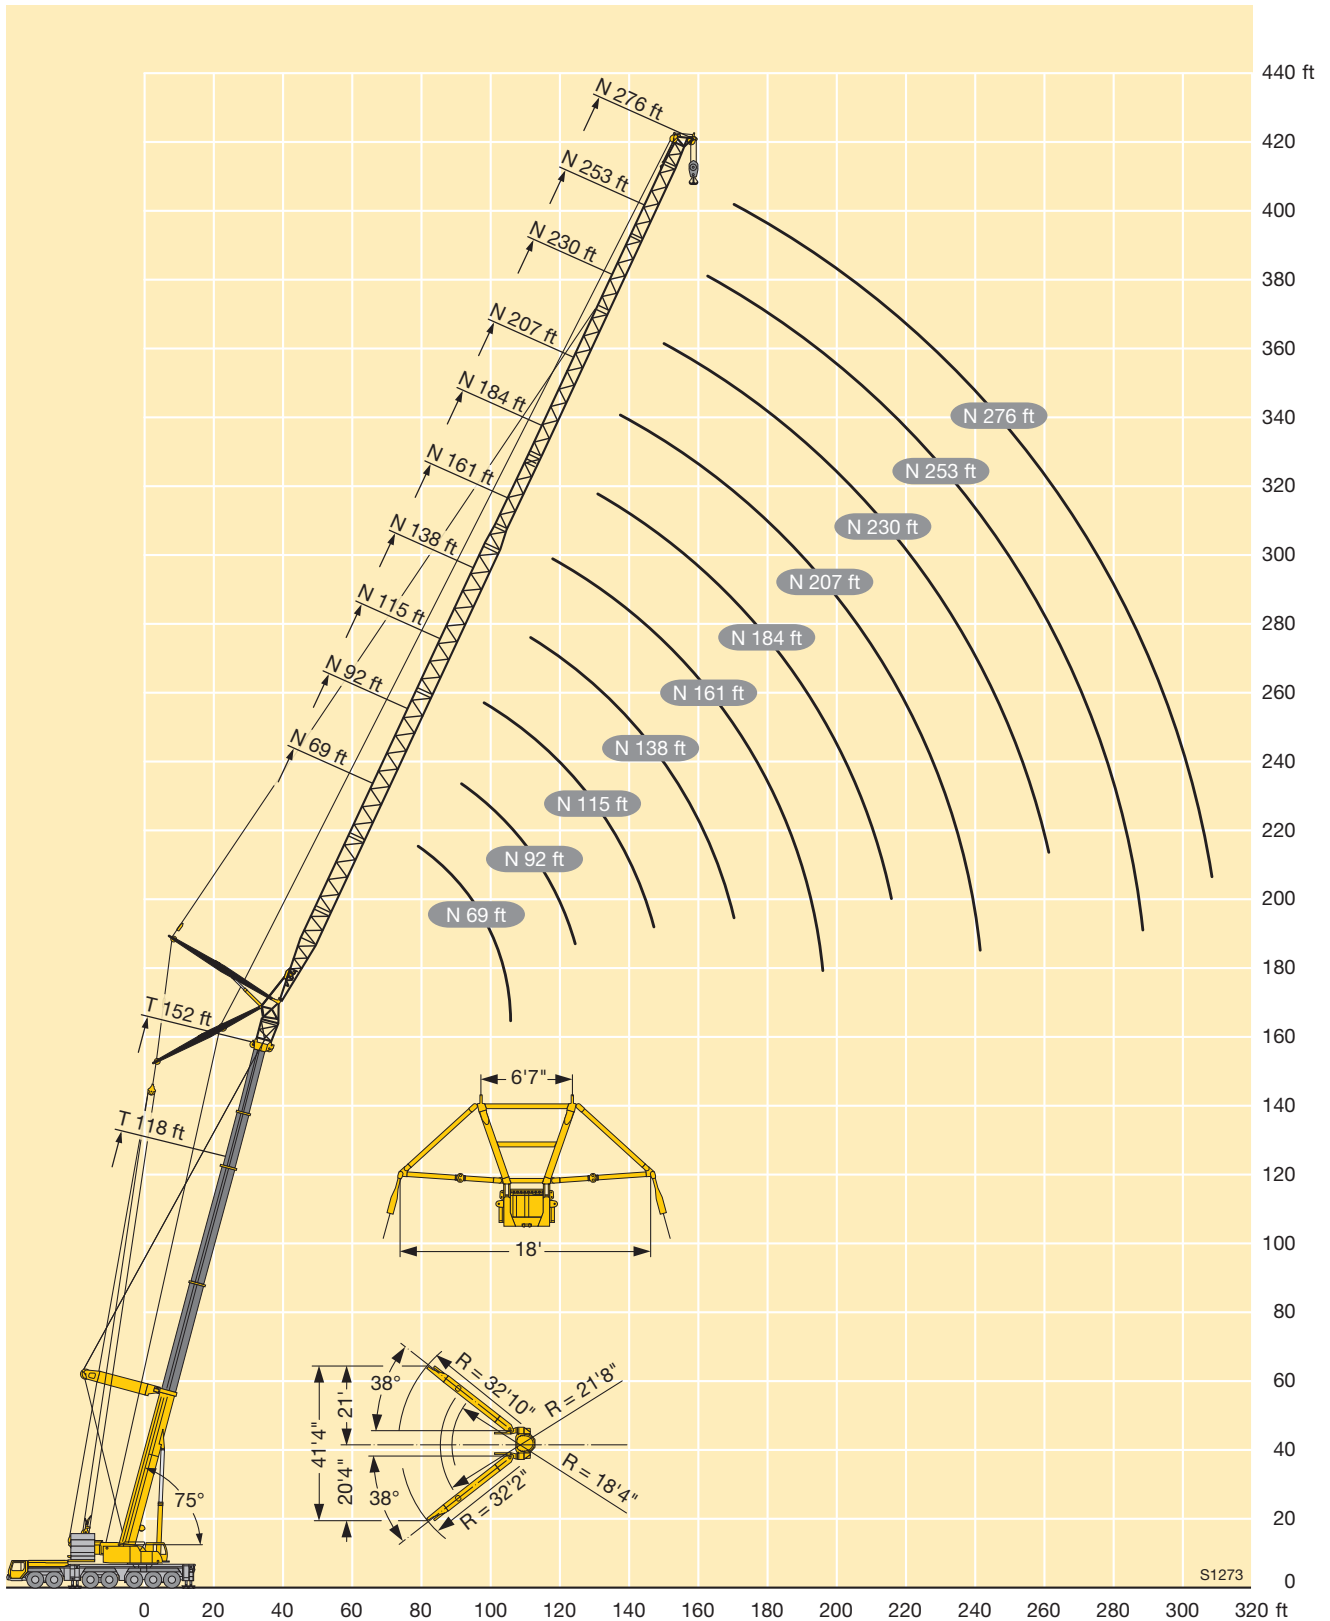 440 ft
N 276 ft
420
N 253 ft
400
N 230 ft
380
N 207 ft
360
N 184 ft
340
N 276 ft
N 161 ft
N 253 ft
320
N 138 ft
N 230 ft
300
N 115 ft
N 207 ft
280
N 92 ft
N 184 ft
260
N 69 ft
N 161 ft
N 138 ft
240
N 115 ft
220
N 92 ft
200
N 69 ft
180
T 152 ft
160
6'7"
140
T 118 ft
120
18'
100
80
38°
21'
R = 32'10"
R = 21'8"
60
41'4"
40
20'4"
38°
R = 32'2"
R = 18'4"
75°
20
S1273
0
0 20 40 60 80 100 120 140 160 180 200 220 240 260 280 300 320 ft